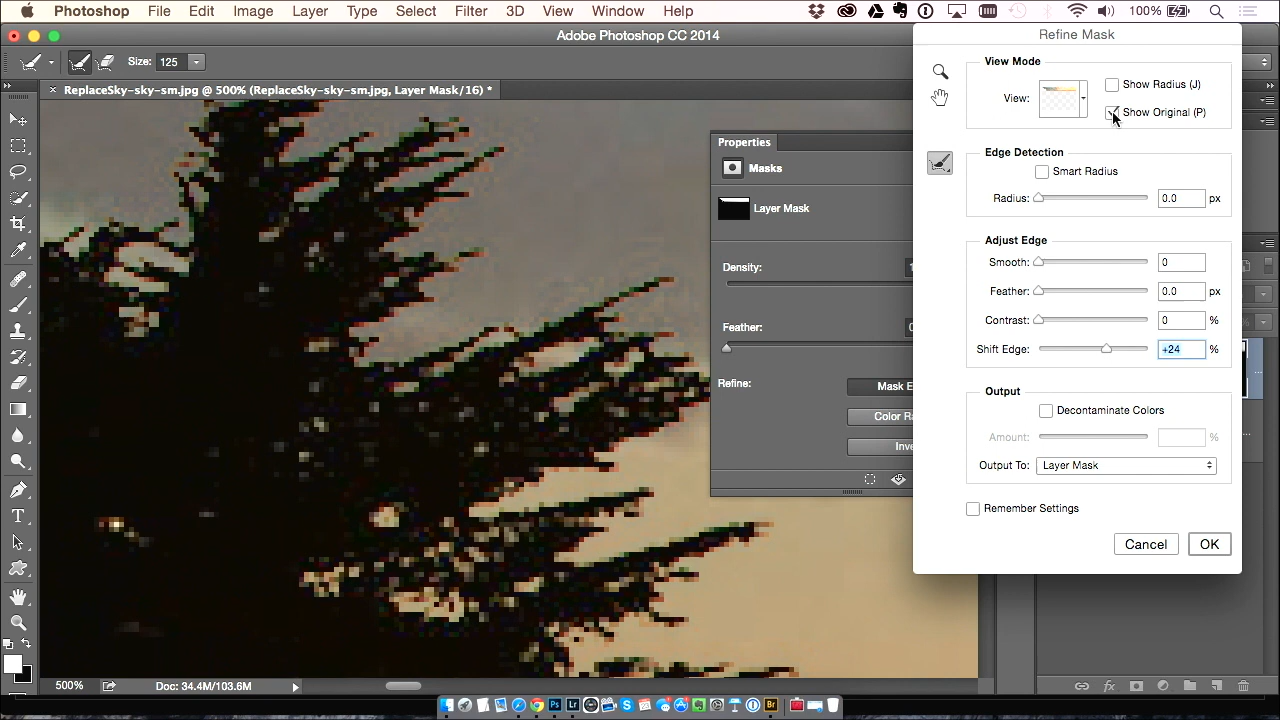 Photoshop File Edit Image Layer Type Select Filter 3D View Window Help 100%
Adobe Photoshop CC 2014
Size: 125
× ReplaceSky-sky-sm.jpg @ 500% (ReplaceSky-sky-sm.jpg, Layer Mask/16) *
Properties
Masks
Layer Mask
Density:
Feather:
Refine:
Mask E
Color Ra
Inve
Refine Mask
View Mode
View:
Show Radius (J)
Show Original (P)
Edge Detection
Smart Radius
Radius: 0.0 px
Adjust Edge
Smooth: 0
Feather: 0.0 px
Contrast: 0 %
Shift Edge: +24 %
Output
Decontaminate Colors
Amount: %
Output To: Layer Mask
Remember Settings
Cancel OK
500% Doc: 34.4M/103.6M